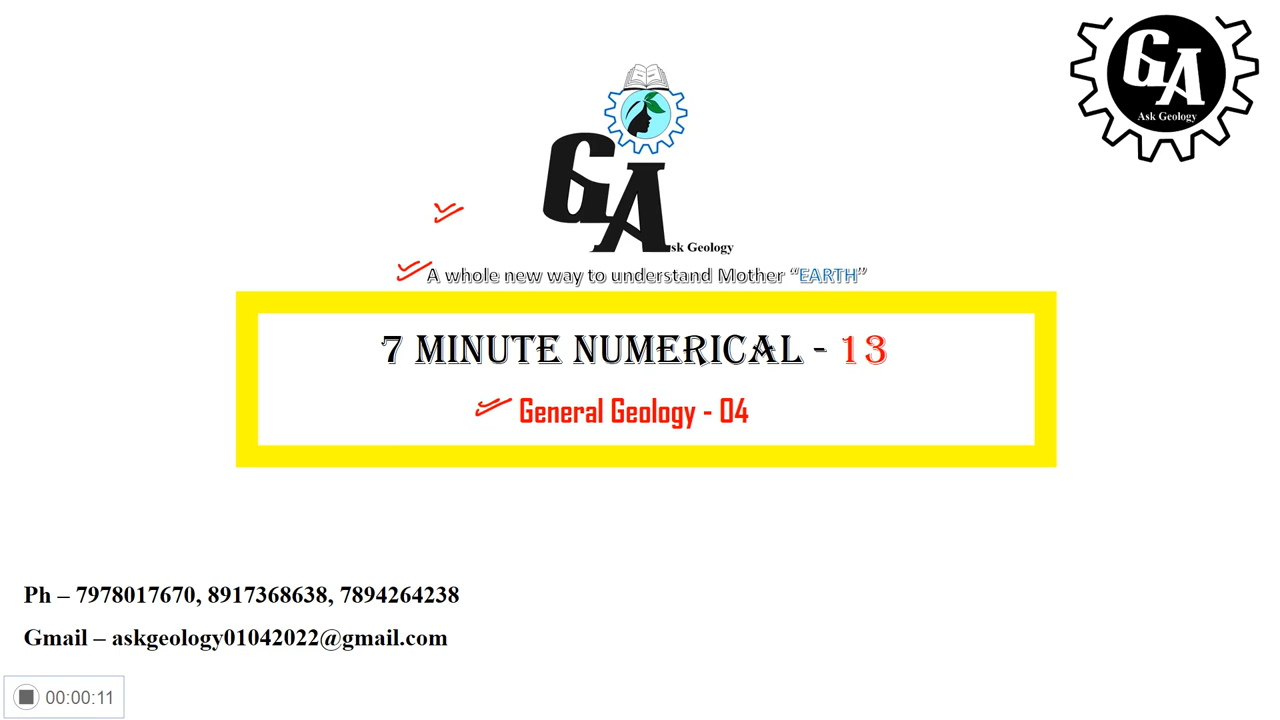 GA
Ask Geology
GA
sk Geology
A whole new way to understand Mother “EARTH”
7 MINUTE NUMERICAL - 13
General Geology - 04
Ph – 7978017670, 8917368638, 7894264238
Gmail – askgeology01042022@gmail.com
00:00:11